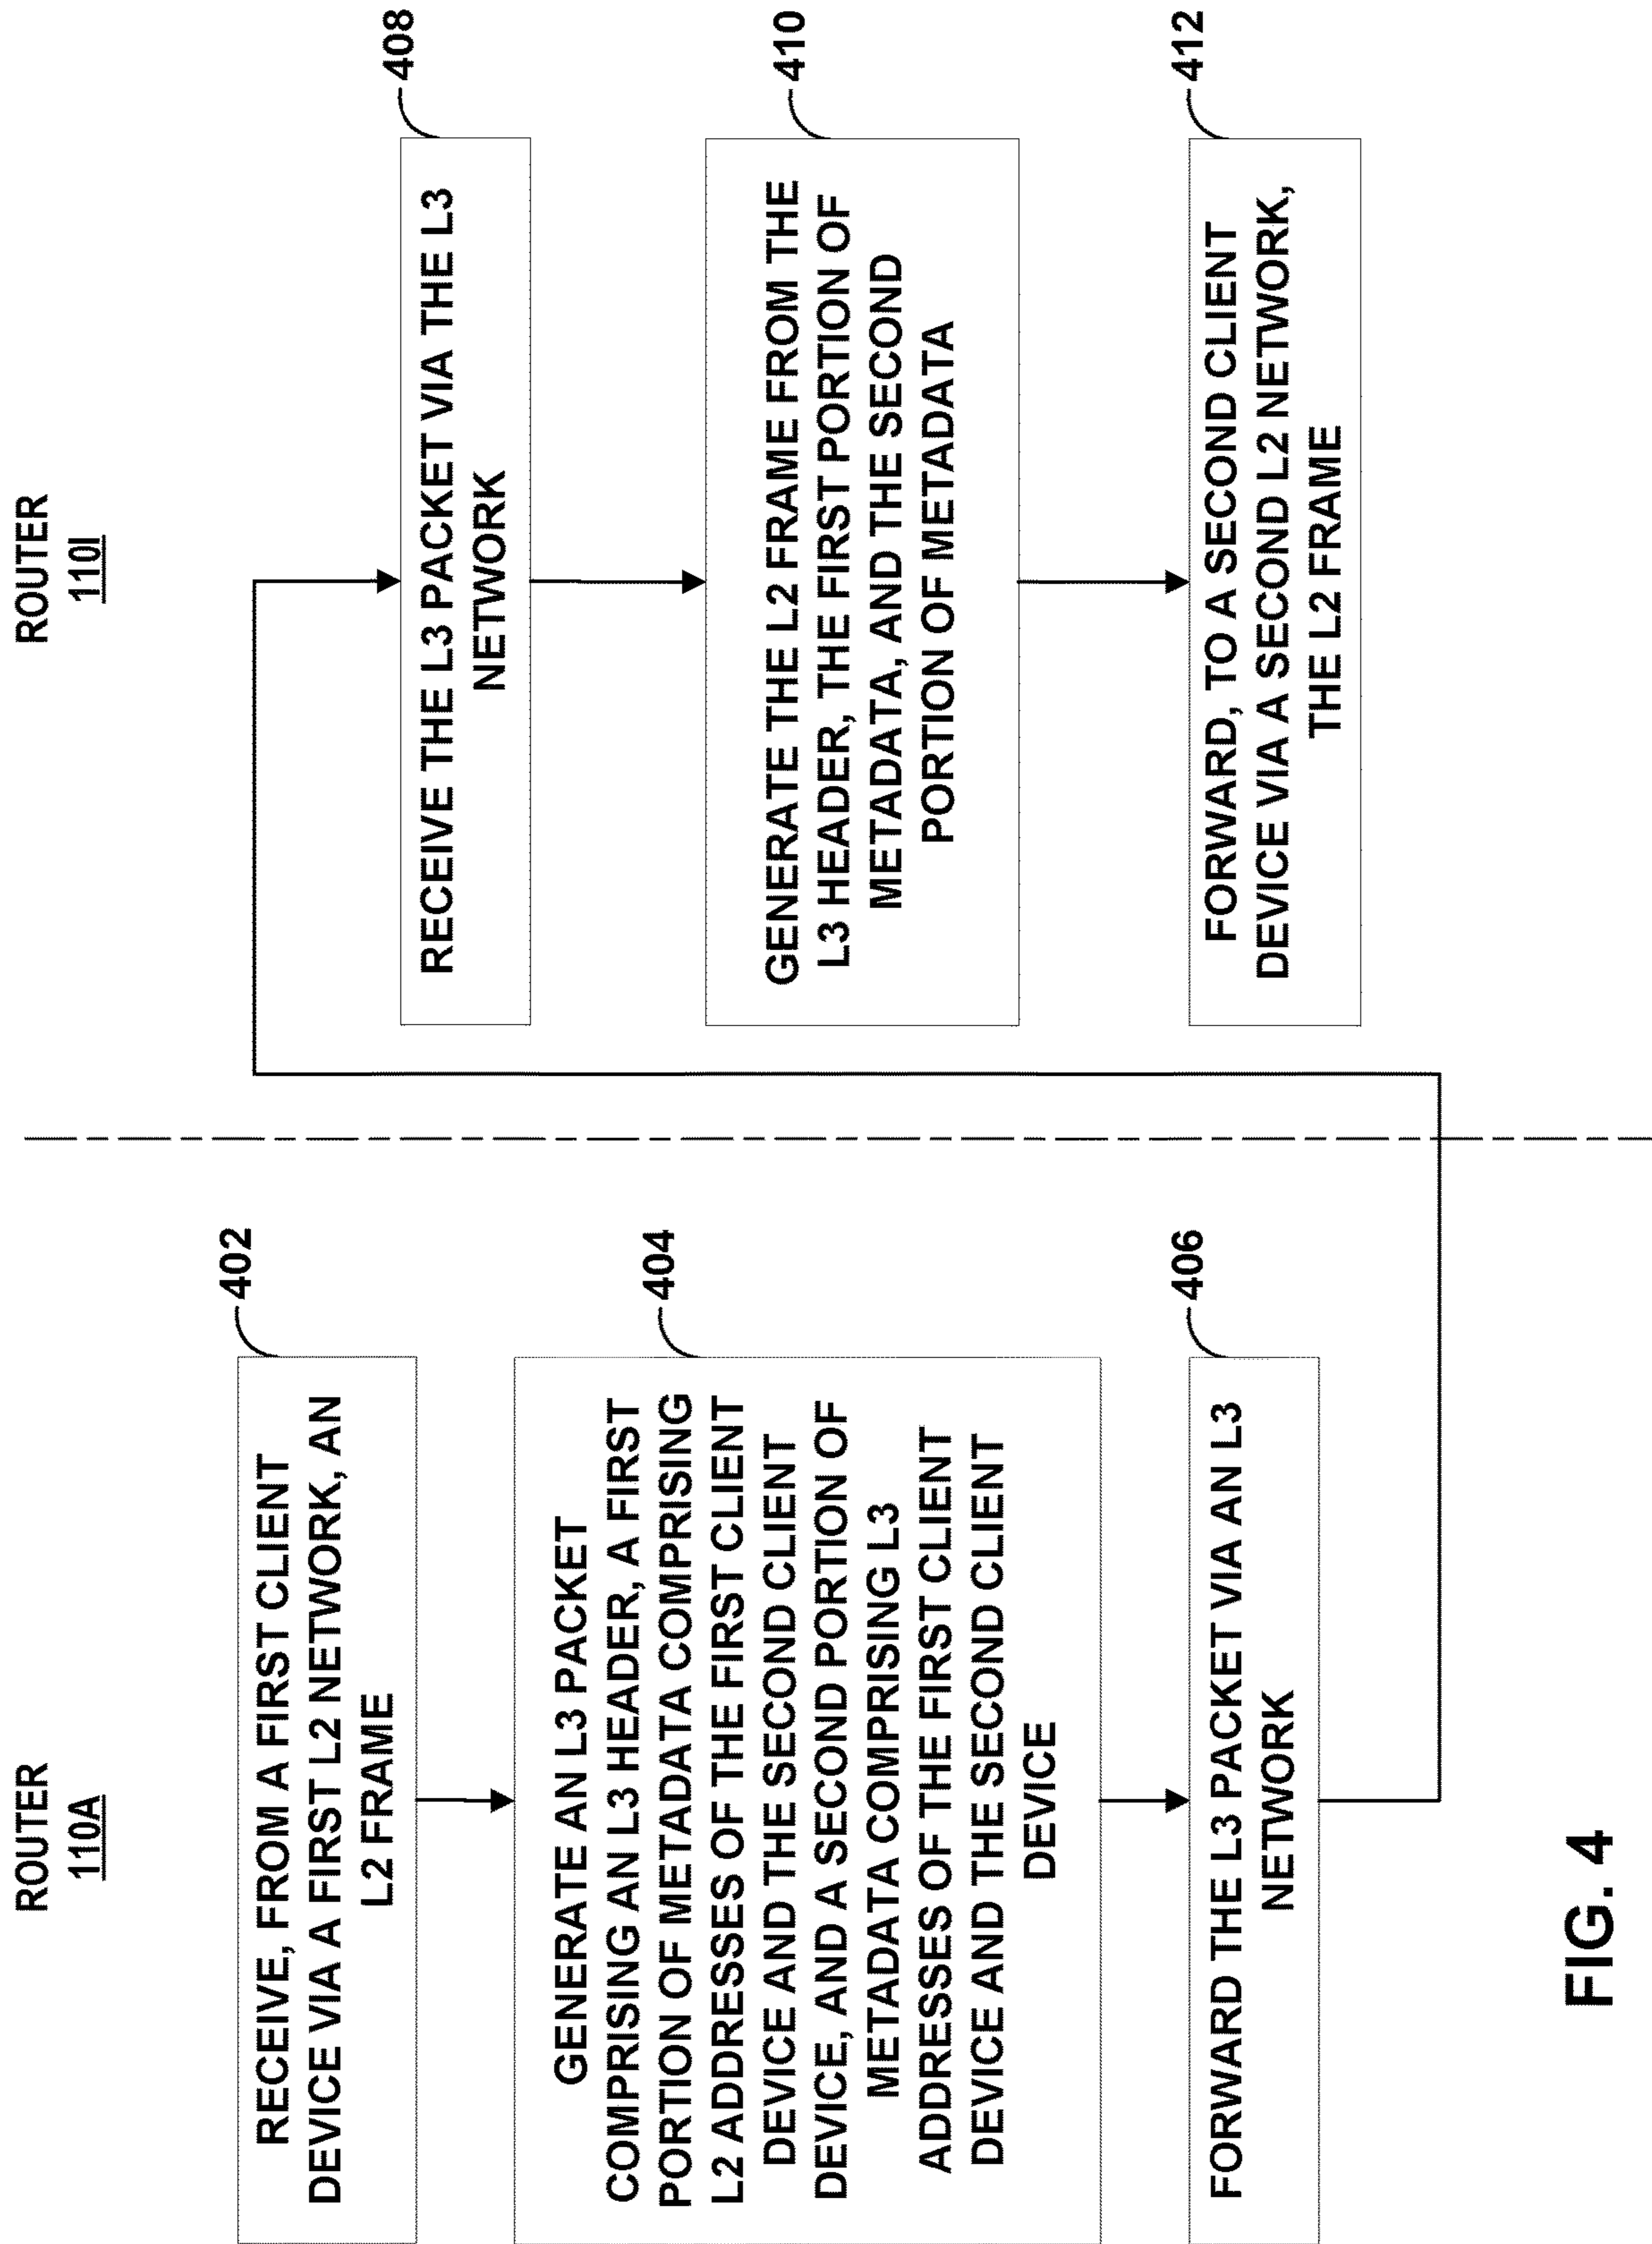 ROUTER
110A
402
RECEIVE, FROM A FIRST CLIENT
DEVICE VIA A FIRST L2 NETWORK, AN
L2 FRAME
404
GENERATE AN L3 PACKET
COMPRISING AN L3 HEADER, A FIRST
PORTION OF METADATA COMPRISING
L2 ADDRESSES OF THE FIRST CLIENT
DEVICE AND THE SECOND CLIENT
DEVICE, AND A SECOND PORTION OF
METADATA COMPRISING L3
ADDRESSES OF THE FIRST CLIENT
DEVICE AND THE SECOND CLIENT
DEVICE
406
FORWARD THE L3 PACKET VIA AN L3
NETWORK
ROUTER
110I
408
RECEIVE THE L3 PACKET VIA THE L3
NETWORK
410
GENERATE THE L2 FRAME FROM THE
L3 HEADER, THE FIRST PORTION OF
METADATA, AND THE SECOND
PORTION OF METADATA
412
FORWARD, TO A SECOND CLIENT
DEVICE VIA A SECOND L2 NETWORK,
THE L2 FRAME
FIG. 4